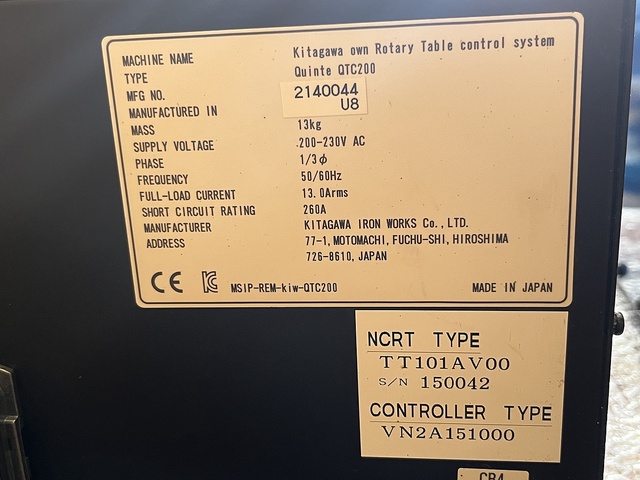 MACHINE NAME Kitagawa own Rotary Table control system
TYPE Quinte QTC200
MFG NO. 2140044
MANUFACTURED IN U8
MASS 13kg
SUPPLY VOLTAGE 200-230V AC
PHASE 1/3ϕ
FREQUENCY 50/60Hz
FULL-LOAD CURRENT 13.0Arms
SHORT CIRCUIT RATING 260A
MANUFACTURER KITAGAWA IRON WORKS Co., LTD.
ADDRESS 77-1, MOTOMACHI, FUCHU-SHI, HIROSHIMA
726-8610, JAPAN
CE MSIP-REM-kiw-QTC200 MADE IN JAPAN
NCRT TYPE
TT101AV00
S/N 150042
CONTROLLER TYPE
VN2A151000
CB4